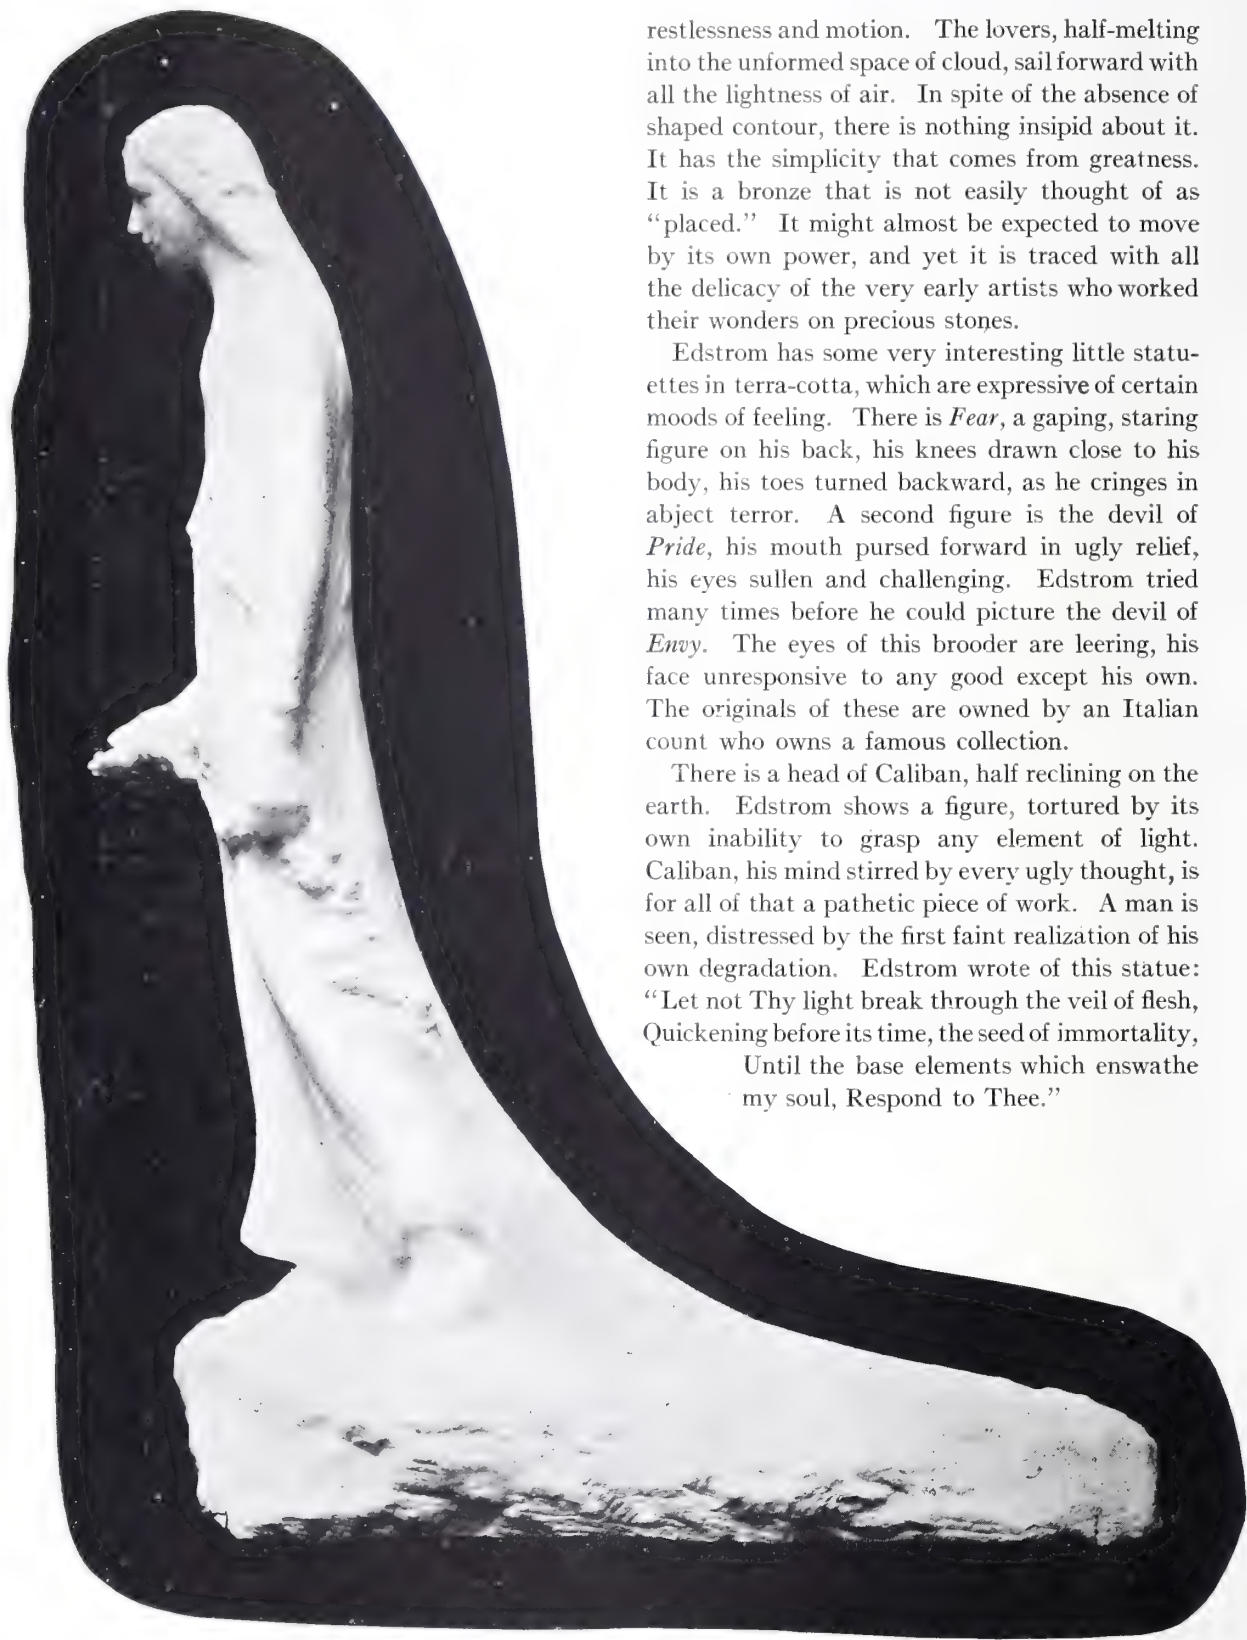 restlessness and motion. The lovers, half-melting
into the unformed space of cloud, sail forward with
all the lightness of air. In spite of the absence of
shaped contour, there is nothing insipid about it.
It has the simplicity that comes from greatness.
It is a bronze that is not easily thought of as
“placed.” It might almost be expected to move
by its own power, and yet it is traced with all
the delicacy of the very early artists who worked
their wonders on precious stones.
Edstrom has some very interesting little statu-
ettes in terra-cotta, which are expressive of certain
moods of feeling. There is Fear, a gaping, staring
figure on his back, his knees drawn close to his
body, his toes turned backward, as he cringes in
abject terror. A second figure is the devil of
Pride, his mouth pursed forward in ugly relief,
his eyes sullen and challenging. Edstrom tried
many times before he could picture the devil of
Envy. The eyes of this brooder are leering, his
face unresponsive to any good except his own.
The originals of these are owned by an Italian
count who owns a famous collection.
There is a head of Caliban, half reclining on the
earth. Edstrom shows a figure, tortured by its
own inability to grasp any element of light.
Caliban, his mind stirred by every ugly thought, is
for all of that a pathetic piece of work. A man is
seen, distressed by the first faint realization of his
own degradation. Edstrom wrote of this statue:
“Let not Thy light break through the veil of flesh,
Quickening before its time, the seed of immortality,
Until the base elements which enswathe
my soul, Respond to Thee.”